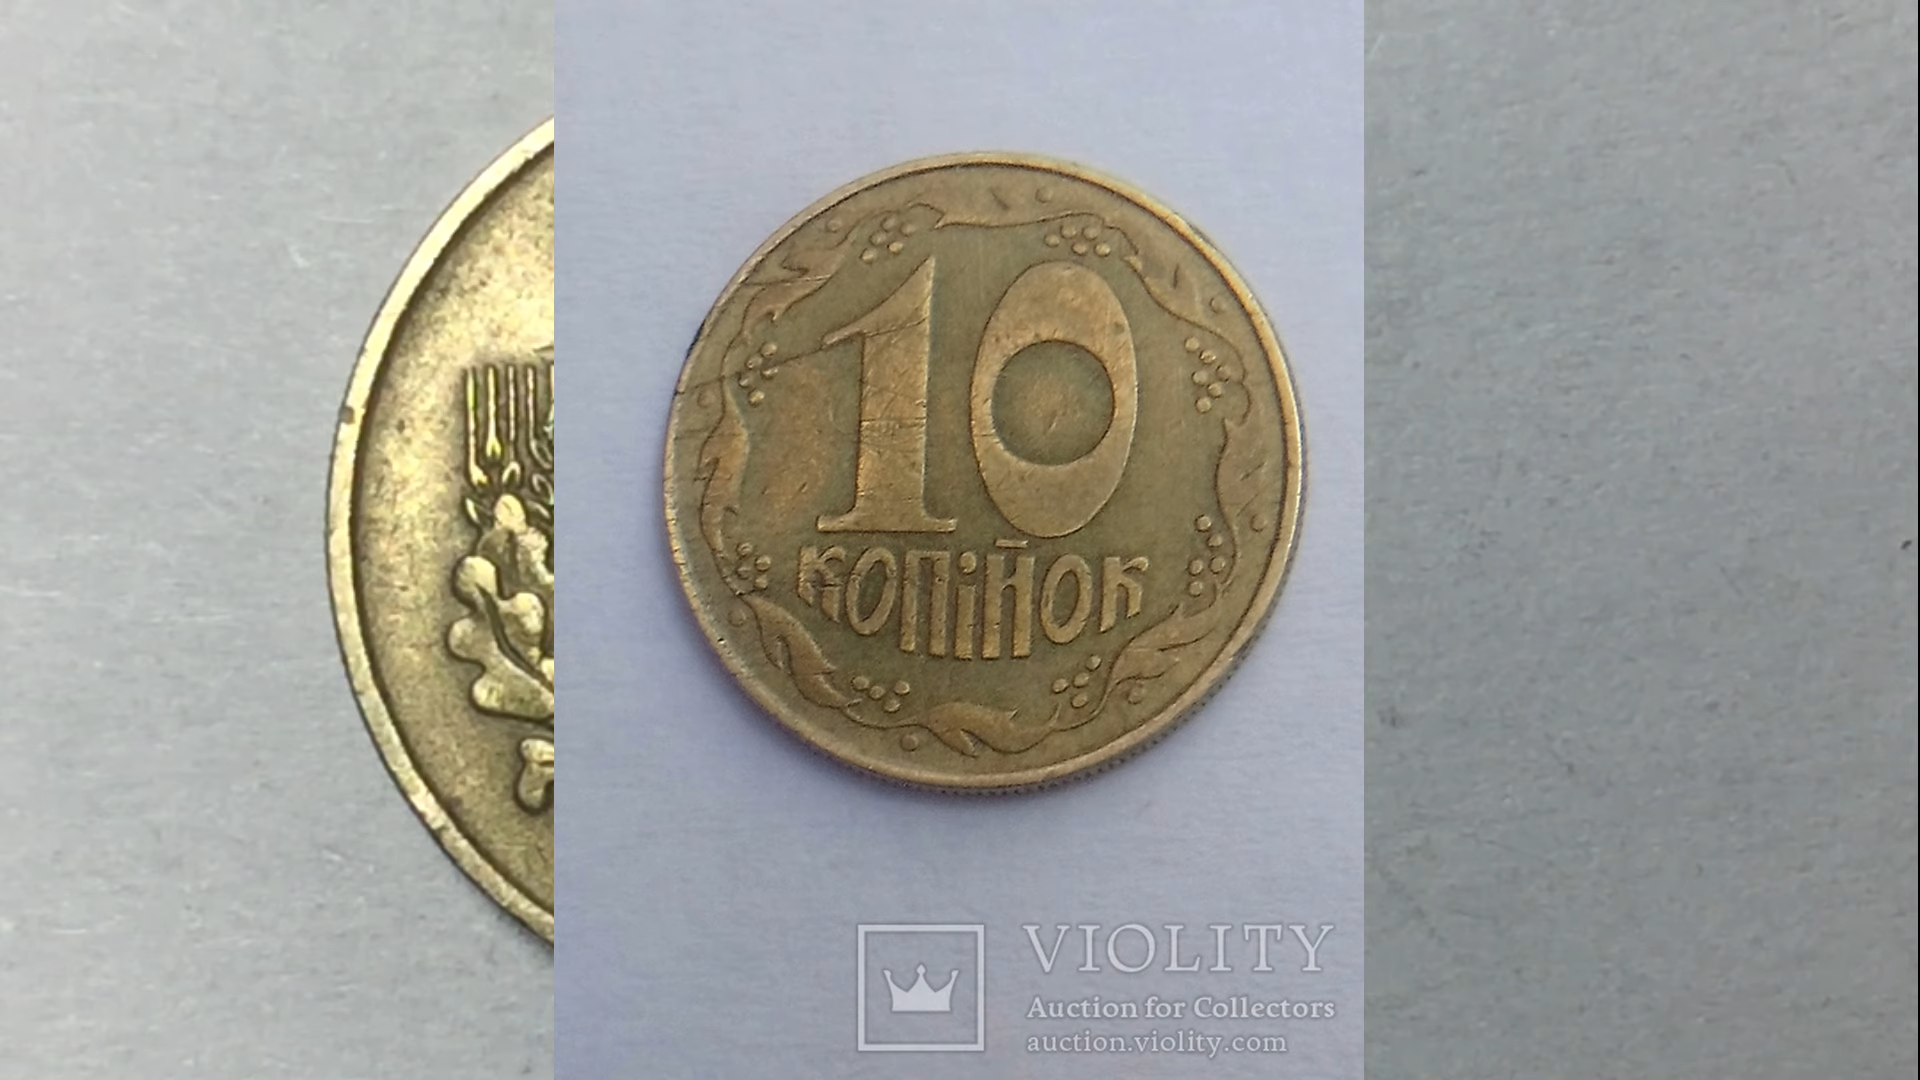 10
КОПІЙОК
VIOLITY
Auction for Collectors
auction.violity.com